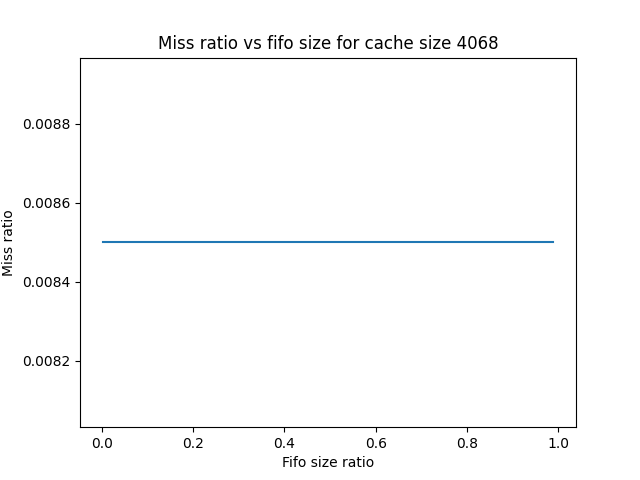 Miss ratio vs fifo size for cache size 4068
0.0088
0.0086
0.0084
0.0082
Miss ratio
0.0 0.2 0.4 0.6 0.8 1.0
Fifo size ratio